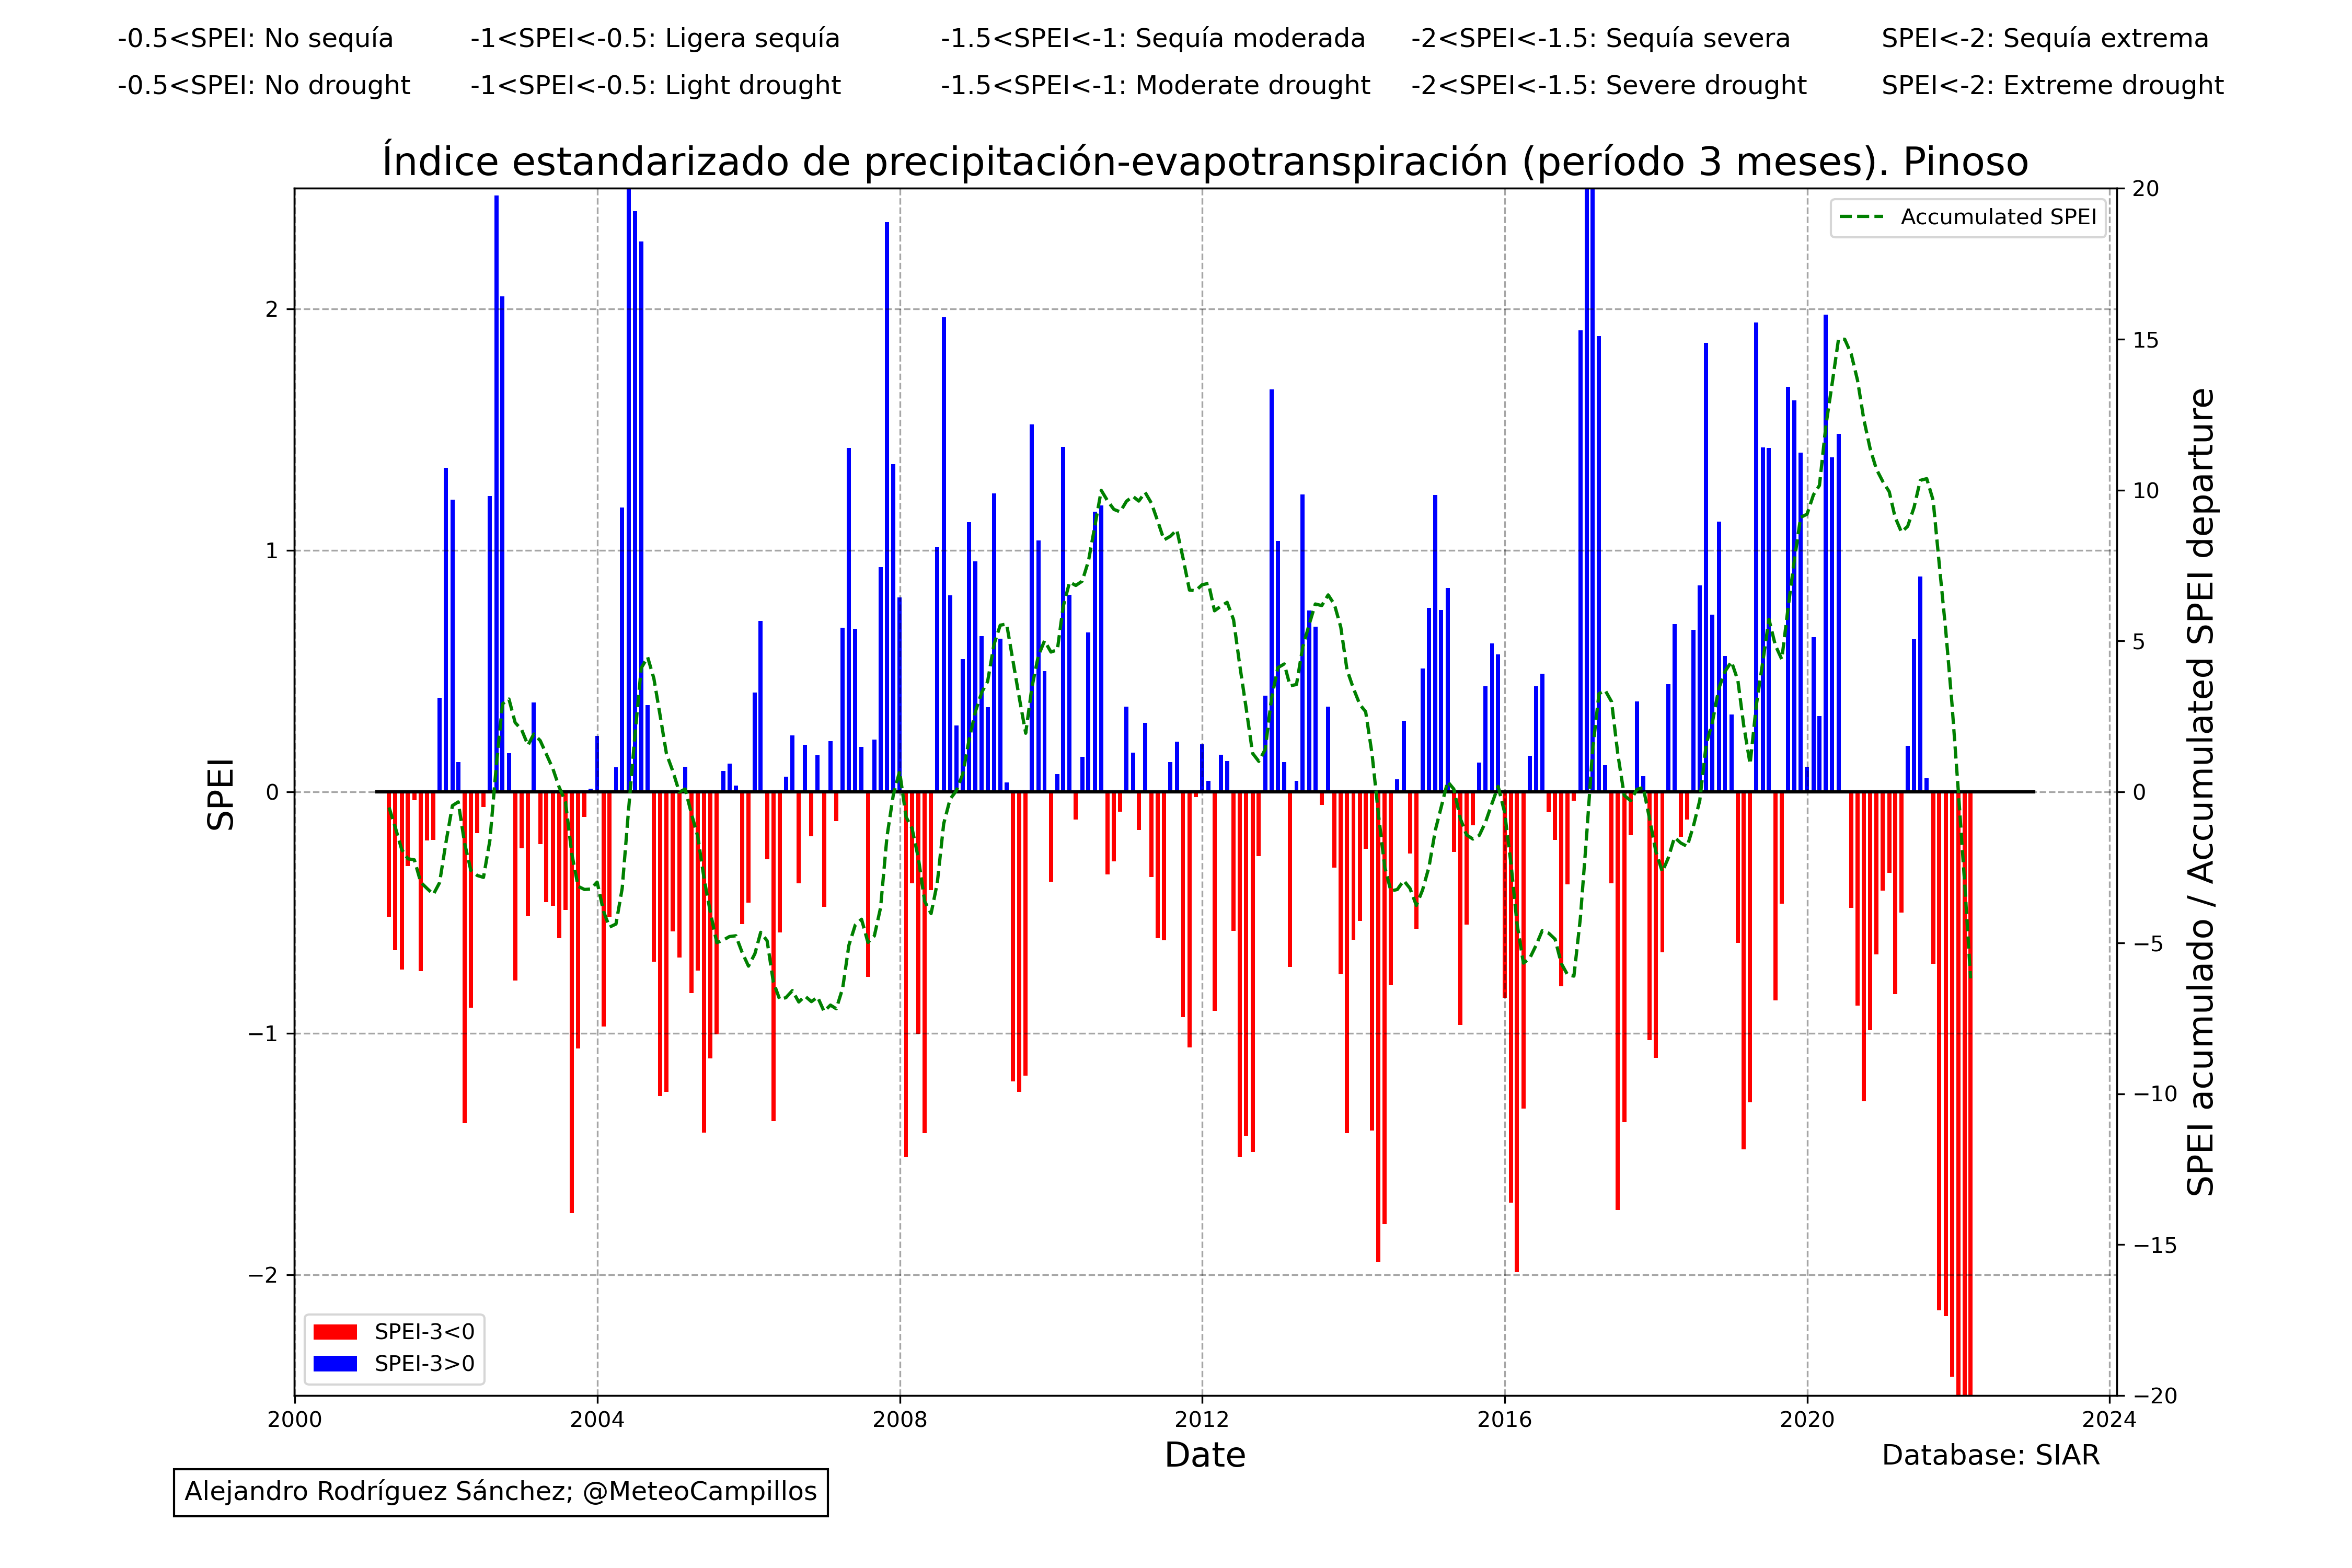 -0.5<SPEI: No sequía -1<SPEI<-0.5: Ligera sequía -1.5<SPEI<-1: Sequía moderada -2<SPEI<-1.5: Sequía severa SPEI<-2: Sequía extrema
-0.5<SPEI: No drought -1<SPEI<-0.5: Light drought -1.5<SPEI<-1: Moderate drought -2<SPEI<-1.5: Severe drought SPEI<-2: Extreme drought
Índice estandarizado de precipitación-evapotranspiración (período 3 meses). Pinoso
Accumulated SPEI
SPEI
2
1
0
−1
−2
20
15
10
5
0
−5
−10
−15
−20
SPEI acumulado / Accumulated SPEI departure
SPEI-3<0
SPEI-3>0
2000 2004 2008 2012 2016 2020 2024
Date
Database: SIAR
Alejandro Rodríguez Sánchez; @MeteoCampillos